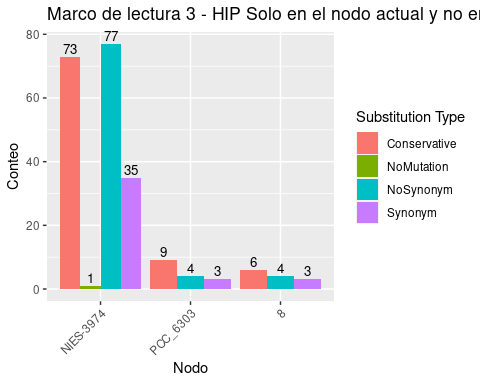 Marco de lectura 3 - HIP Solo en el nodo actual y no en
80
60
40
20
0
Conteo
73
1
77
35
9
4
3
6
4
3
NIES-3974
PCC_6303
8
Nodo
Substitution Type
Conservative
NoMutation
NoSynonym
Synonym